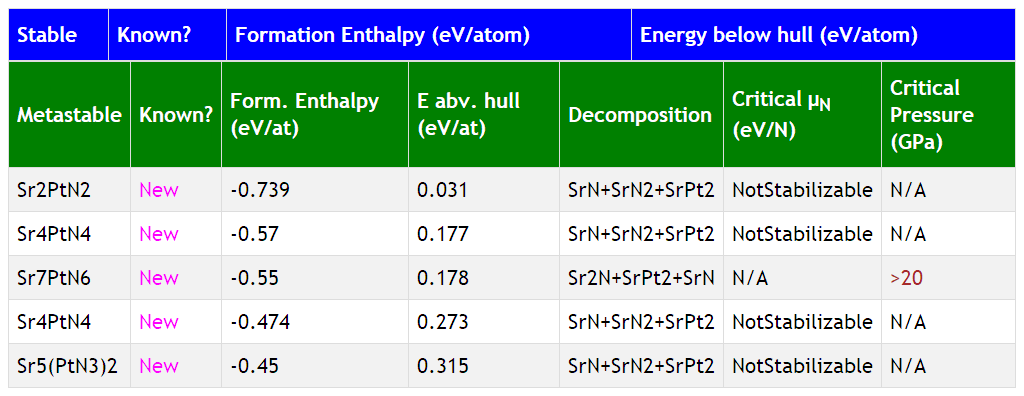 Stable Known? Formation Enthalpy (eV/atom) Energy below hull (eV/atom)
Metastable Known? Form. Enthalpy (eV/at) E abv. hull (eV/at) Decomposition Critical μN (eV/N) Critical Pressure (GPa)
Sr2PtN2 New -0.739 0.031 SrN+SrN2+SrPt2 NotStabilizable N/A
Sr4PtN4 New -0.57 0.177 SrN+SrN2+SrPt2 NotStabilizable N/A
Sr7PtN6 New -0.55 0.178 Sr2N+SrPt2+SrN N/A >20
Sr4PtN4 New -0.474 0.273 SrN+SrN2+SrPt2 NotStabilizable N/A
Sr5(PtN3)2 New -0.45 0.315 SrN+SrN2+SrPt2 NotStabilizable N/A